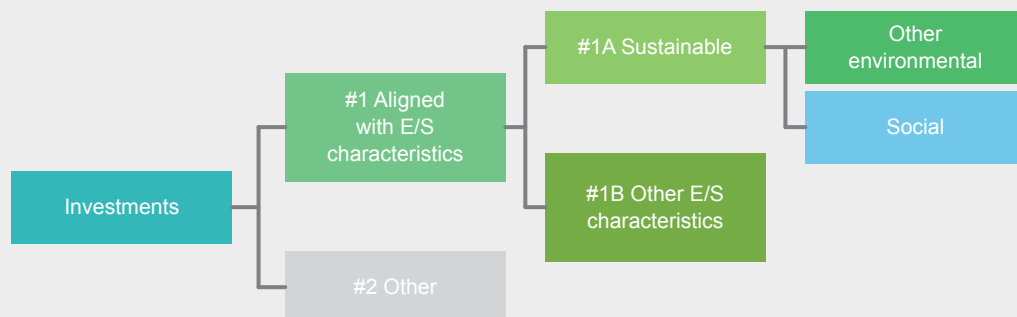 Investments
#1 Aligned
with E/S
characteristics
#2 Other
#1A Sustainable
#1B Other E/S
characteristics
Other
environmental
Social